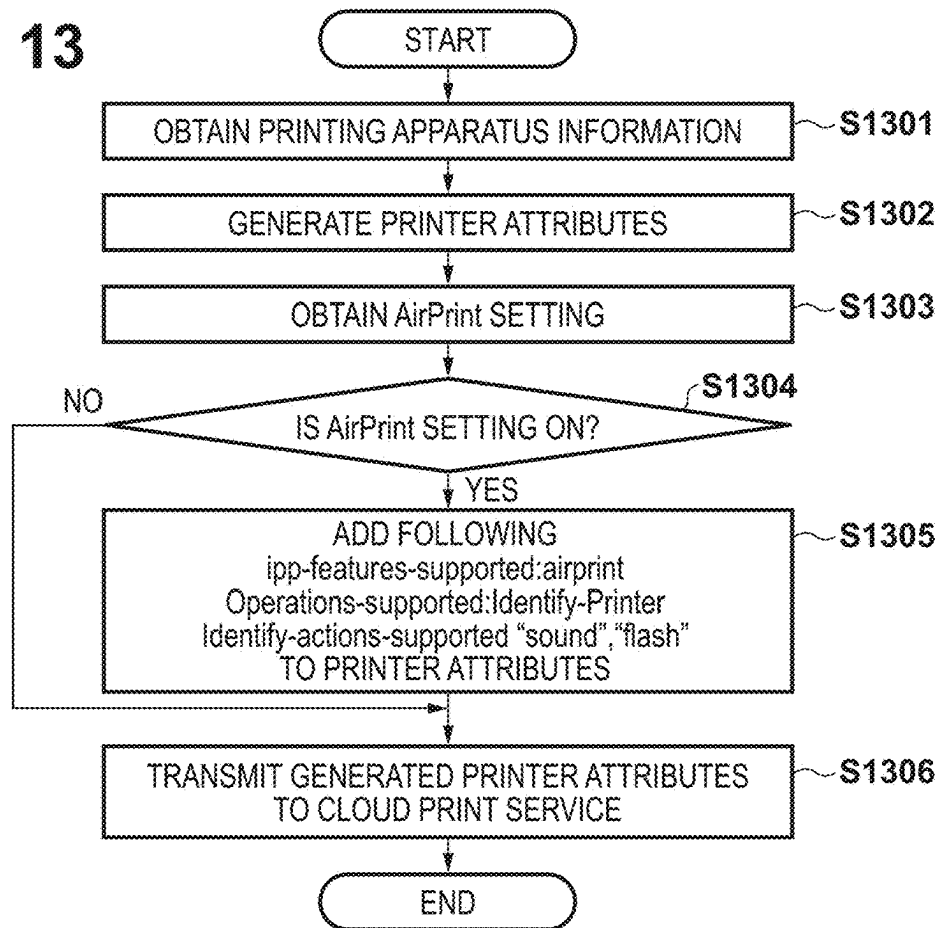 13
START
OBTAIN PRINTING APPARATUS INFORMATION
S1301
GENERATE PRINTER ATTRIBUTES
S1302
OBTAIN AirPrint SETTING
S1303
S1304
NO
IS AirPrint SETTING ON?
YES
ADD FOLLOWING
S1305
ipp-features-supported:airprint
Operations-supported:Identify-Printer
Identify-actions-supported "sound","flash"
TO PRINTER ATTRIBUTES
TRANSMIT GENERATED PRINTER ATTRIBUTES
S1306
TO CLOUD PRINT SERVICE
END